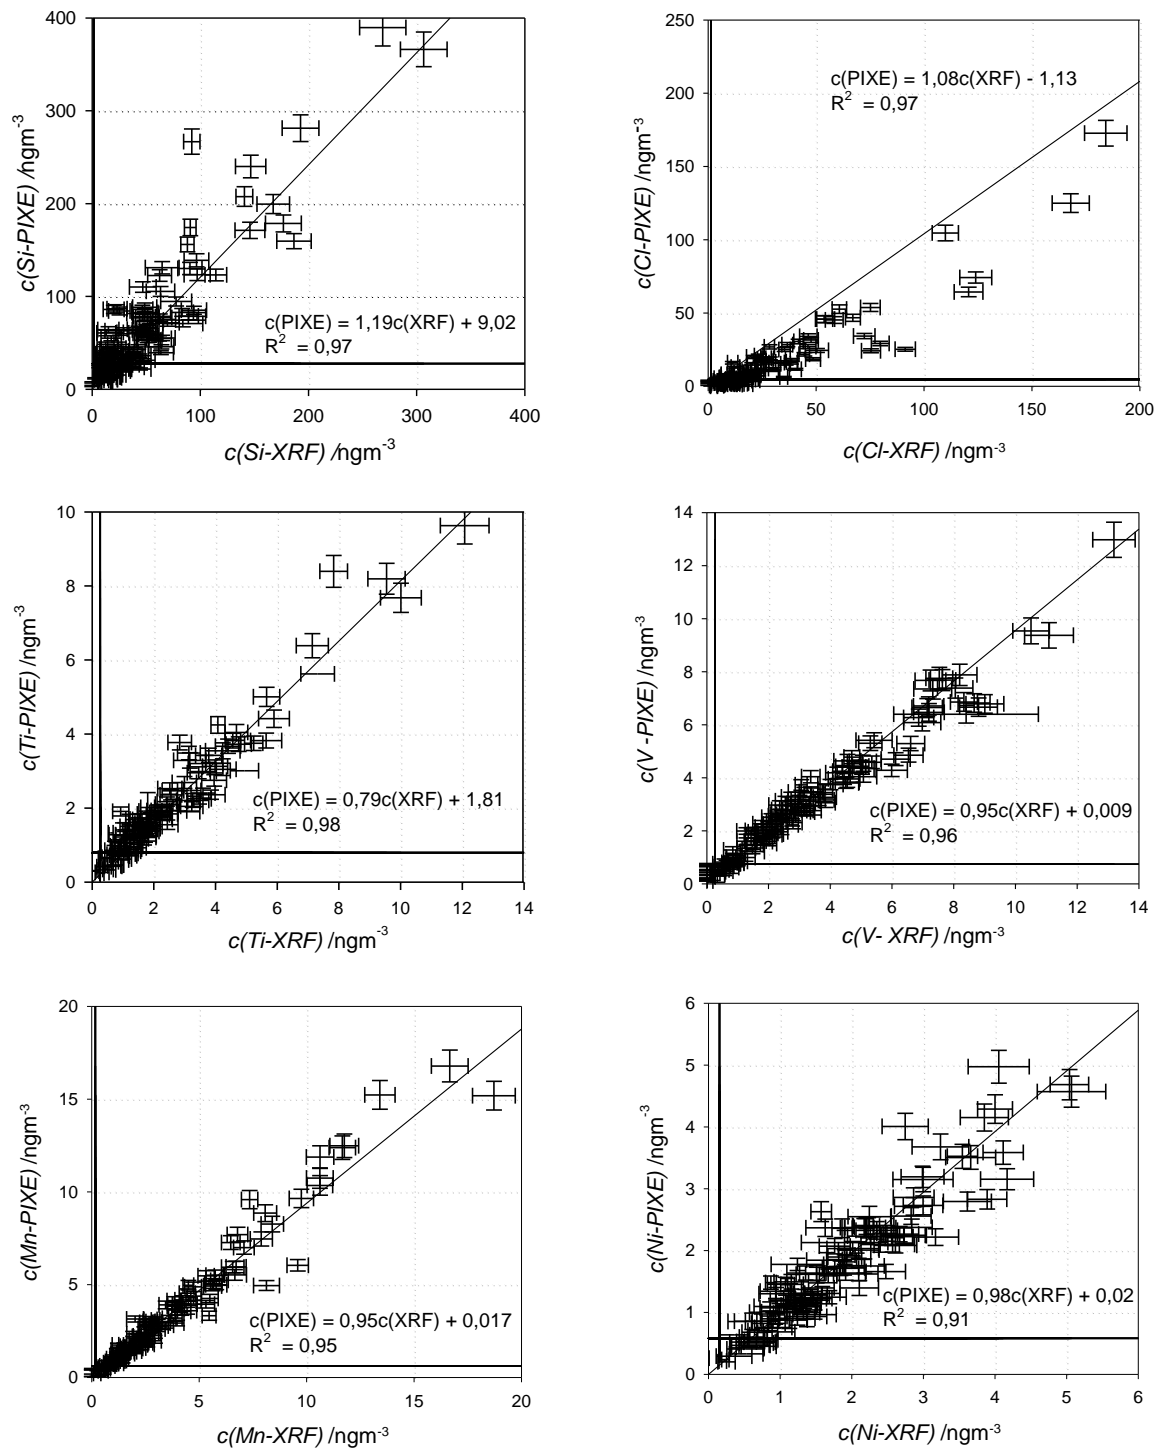 400
300
200
100
0
c(Si-PIXE) /ngm-3
c(PIXE) = 1,19c(XRF) + 9,02
R2 = 0,97
0 100 200 300 400
c(Si-XRF) /ngm-3
250
200
150
100
50
0
c(Cl-PIXE) /ngm-3
c(PIXE) = 1,08c(XRF) - 1,13
R2 = 0,97
0 50 100 150 200
c(Cl-XRF) /ngm-3
10
8
6
4
2
0
c(Ti-PIXE) /ngm-3
c(PIXE) = 0,79c(XRF) + 1,81
R2 = 0,98
0 2 4 6 8 10 12 14
c(Ti-XRF) /ngm-3
14
12
10
8
6
4
2
0
c(V -PIXE) /ngm-3
c(PIXE) = 0,95c(XRF) + 0,009
R2 = 0,96
0 2 4 6 8 10 12 14
c(V- XRF) /ngm-3
20
15
10
5
0
c(Mn-PIXE) /ngm-3
c(PIXE) = 0,95c(XRF) + 0,017
R2 = 0,95
0 5 10 15 20
c(Mn-XRF) /ngm-3
6
5
4
3
2
1
0
c(Ni-PIXE) /ngm-3
c(PIXE) = 0,98c(XRF) + 0,02
R2 = 0,91
0 1 2 3 4 5 6
c(Ni-XRF) /ngm-3